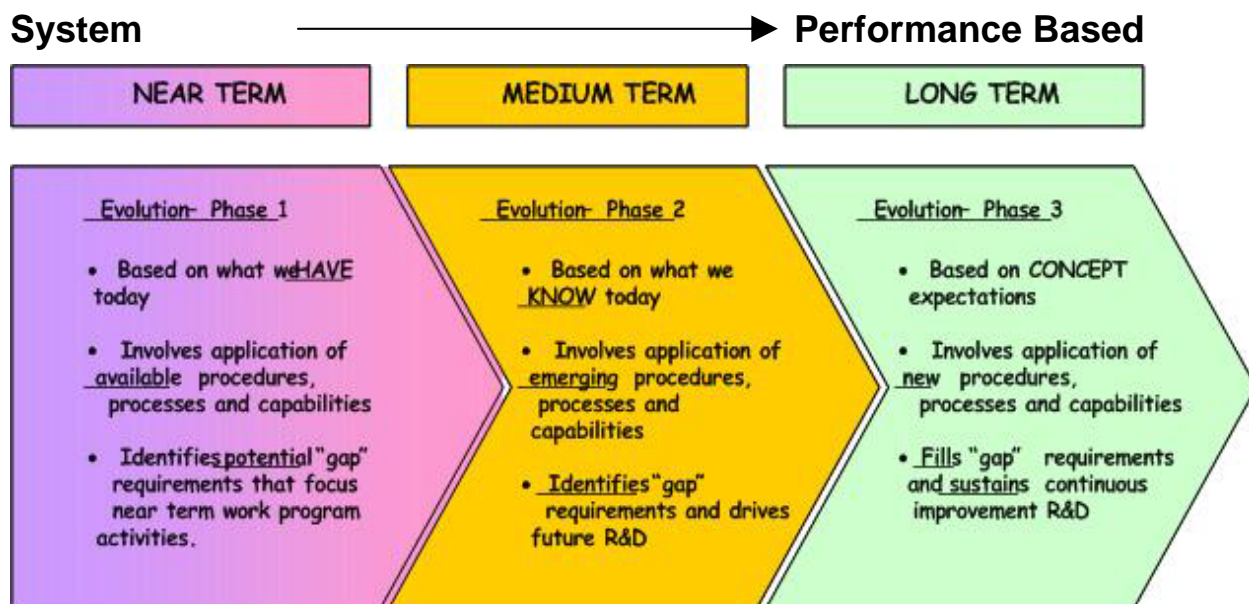 System
Performance Based
NEAR TERM
MEDIUM TERM
LONG TERM
Evolution- Phase 1
• Based on what weHAVE
today
• Involves application of
available procedures,
processes and capabilities
• Identifies potential "gap"
requirements that focus
near term work program
activities.
Evolution- Phase 2
• Based on what we
KNOW today
• Involves application of
emerging procedures,
processes and
capabilities
• Identifies "gap"
requirements and drives
future R&D
Evolution- Phase 3
• Based on CONCEPT
expectations
• Involves application of
new procedures,
processes and capabilities
• Fills "gap" requirements
and sustains continuous
improvement R&D